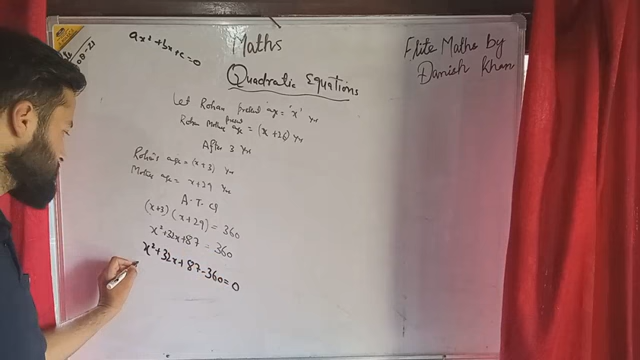 ax² + bx + c = 0
Maths
Elite Maths by
Danish Khan
Quadratic Equations
Let Rohan present age = 'x' yrs
present
Rohan Mothers age = (x+26) yrs
After 3 yrs
Rohan's age = (x+3) yrs
Mothers age = x+29 yrs
A.T.Q
(x+3) (x+29) = 360
x²+32x+87 = 360
x²+32x+87-360=0